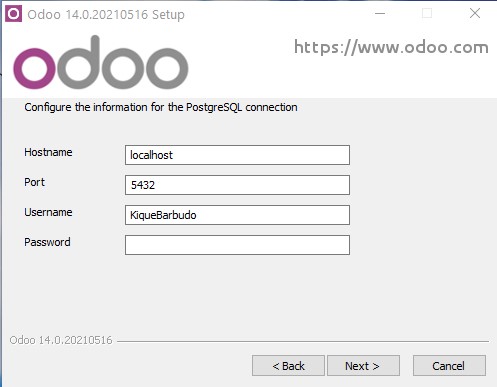 Odoo 14.0.20210516 Setup
odoo
https://www.odoo.com
Configure the information for the PostgreSQL connection
Hostname
localhost
Port
5432
Username
KiqueBarbudo
Password
Odoo 14.0.20210516
< Back
Next >
Cancel